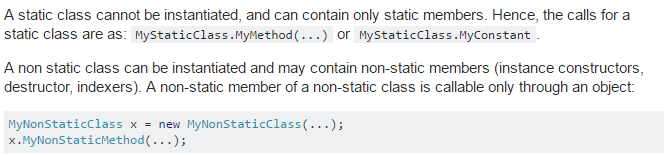 A static class cannot be instantiated, and can contain only static members. Hence, the calls for a
static class are as: MyStaticClass.MyMethod(...) or MyStaticClass.MyConstant .
A non static class can be instantiated and may contain non-static members (instance constructors,
destructor, indexers). A non-static member of a non-static class is callable only through an object:
MyNonStaticClass x = new MyNonStaticClass(...);
x.MyNonStaticMethod(...);